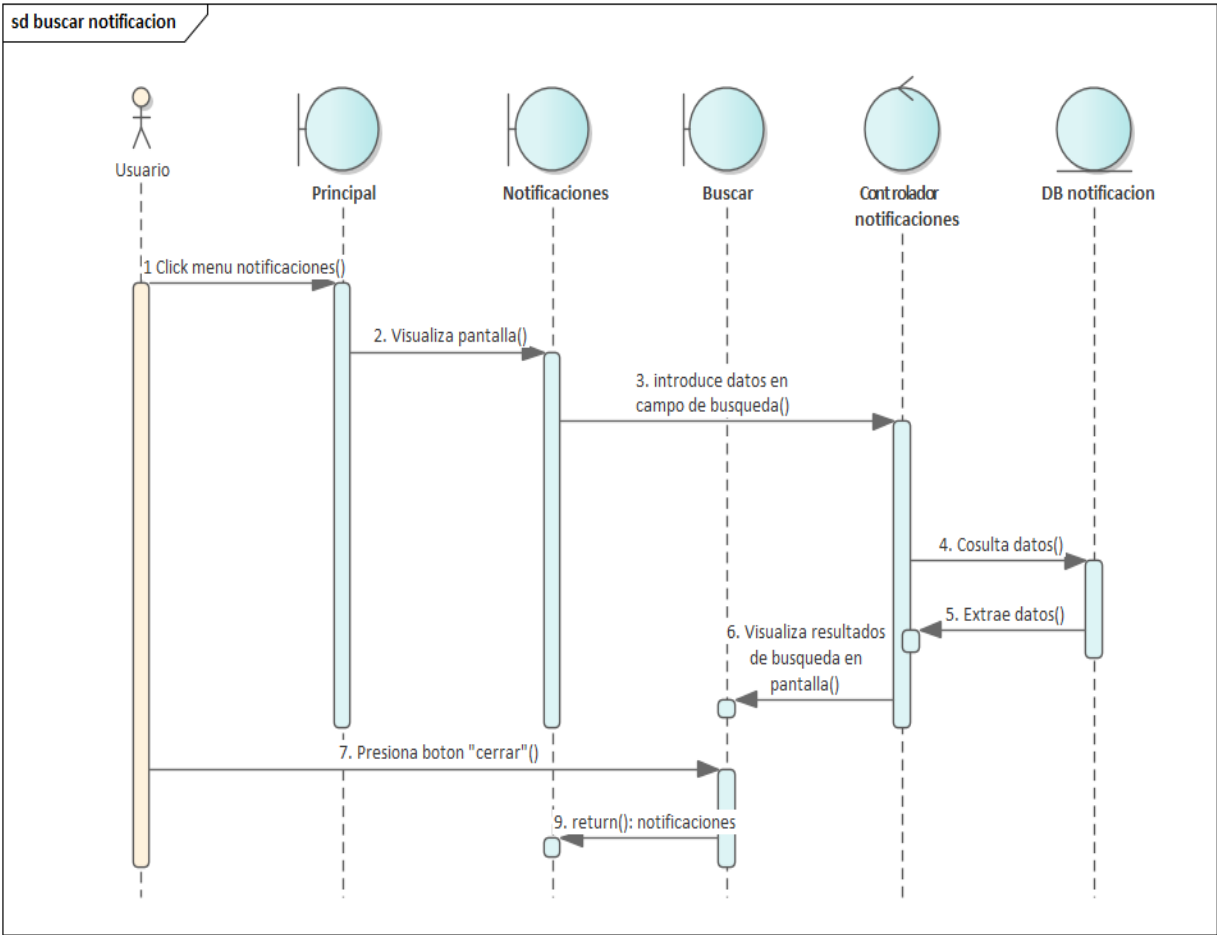 sd buscar notificacion
Usuario
Principal
Notificaciones
Buscar
Controlador
notificaciones
DB notificacion
1 Click menu notificaciones()
2. Visualiza pantalla()
3. introduce datos en
campo de busqueda()
4. Cosulta datos()
5. Extrae datos()
6. Visualiza resultados
de busqueda en
pantalla()
7. Presiona boton "cerrar"()
9. return(): notificaciones